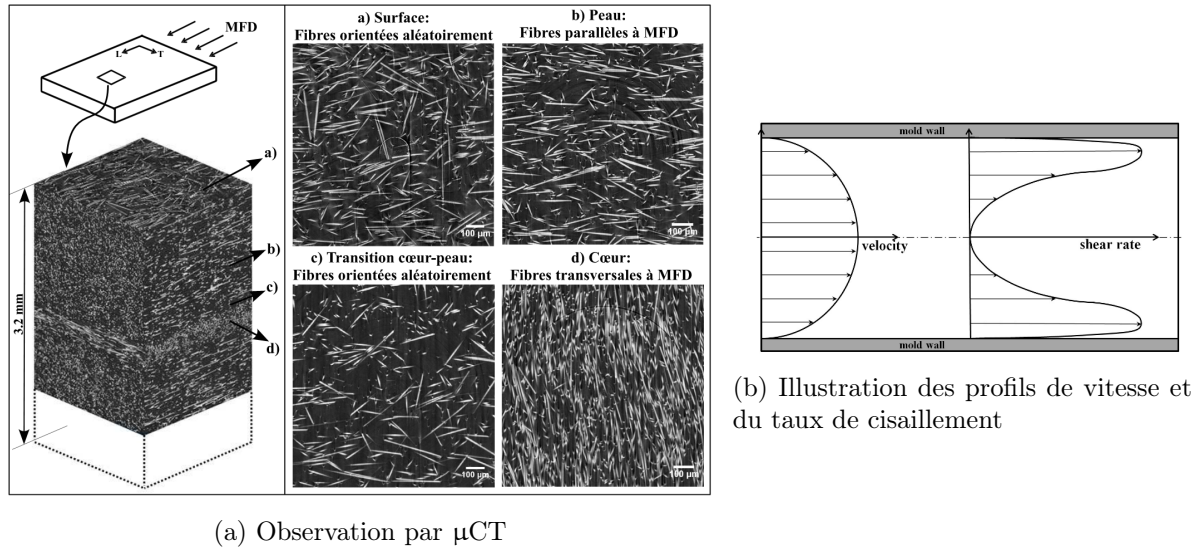 MFD
L
T
a)
b)
c)
d)
3.2 mm
a) Surface:
Fibres orientées aléatoirement
100 µm
b) Peau:
Fibres parallèles à MFD
100 µm
c) Transition cœur-peau:
Fibres orientées aléatoirement
100 µm
d) Cœur:
Fibres transversales à MFD
100 µm
(a) Observation par µCT
mold wall
velocity
shear rate
mold wall
(b) Illustration des profils de vitesse et
du taux de cisaillement